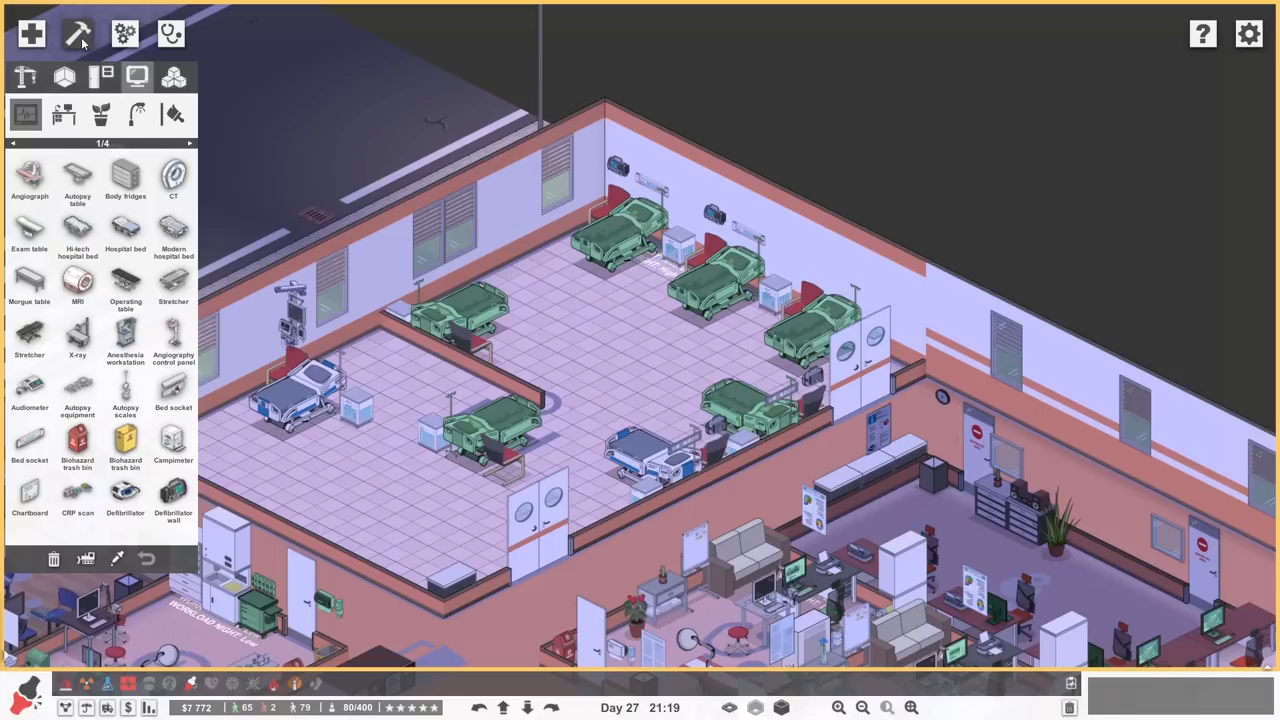 1/4
Angiograph
Autopsy table
Body fridges
CT
Exam table
Hi-tech hospital bed
Hospital bed
Modern hospital bed
Morgue table
MRI
Operating table
Stretcher
Stretcher
X-ray
Anesthesia workstation
Angiography control panel
Audiometer
Autopsy equipment
Autopsy scales
Bed socket
Bed socket
Biohazard trash bin
Biohazard trash bin
Campimeter
Chartboard
CRP scan
Defibrillator
Defibrillator wall
WORKLOAD NIGHT: Low
$7 772
65
2
79
80/400
Day 27 21:19